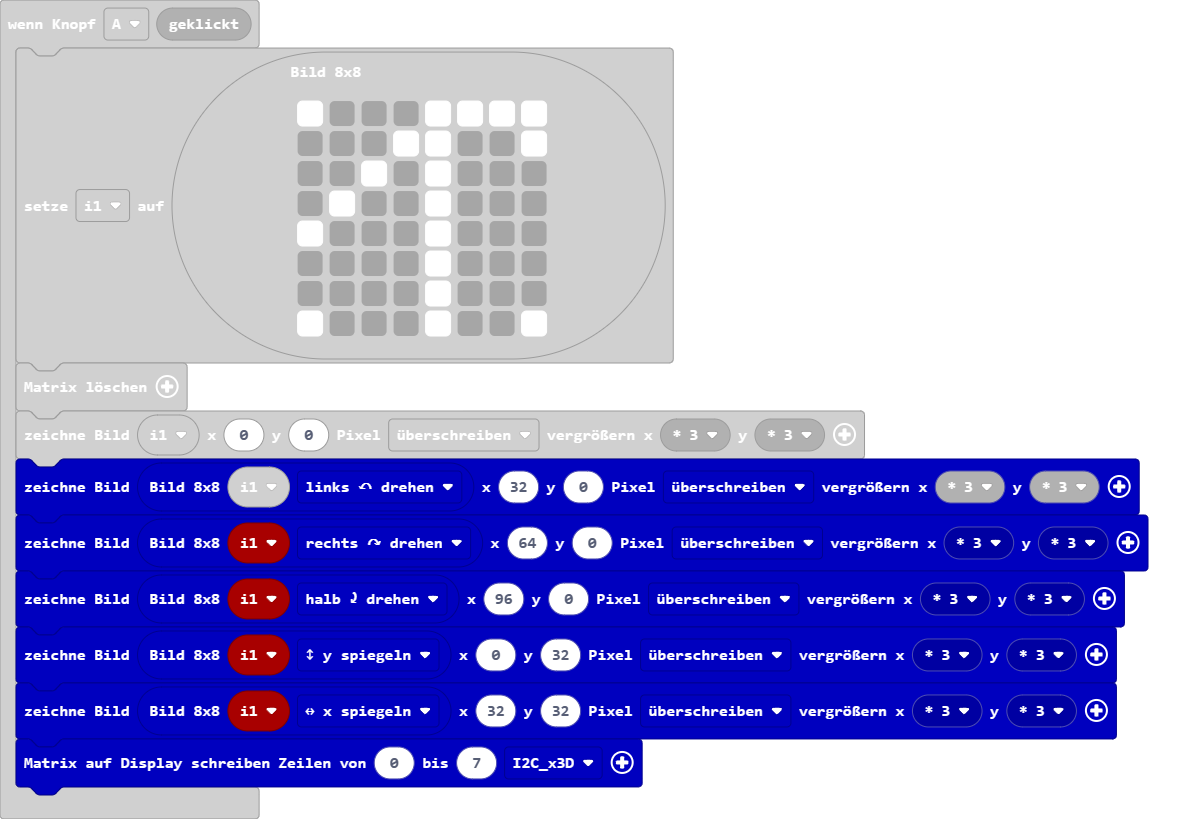 wenn Knopf A geklickt
Bild 8x8
setze i1 auf
Matrix löschen
zeichne Bild i1 x 0 y 0 Pixel überschreiben vergrößern x * 3 y * 3
zeichne Bild Bild 8x8 i1 links ↶ drehen x 32 y 0 Pixel überschreiben vergrößern x * 3 y * 3
zeichne Bild Bild 8x8 i1 rechts ↷ drehen x 64 y 0 Pixel überschreiben vergrößern x * 3 y * 3
zeichne Bild Bild 8x8 i1 halb ⤸ drehen x 96 y 0 Pixel überschreiben vergrößern x * 3 y * 3
zeichne Bild Bild 8x8 i1 ↕ y spiegeln x 0 y 32 Pixel überschreiben vergrößern x * 3 y * 3
zeichne Bild Bild 8x8 i1 ↔ x spiegeln x 32 y 32 Pixel überschreiben vergrößern x * 3 y * 3
Matrix auf Display schreiben Zeilen von 0 bis 7 I2C_x3D